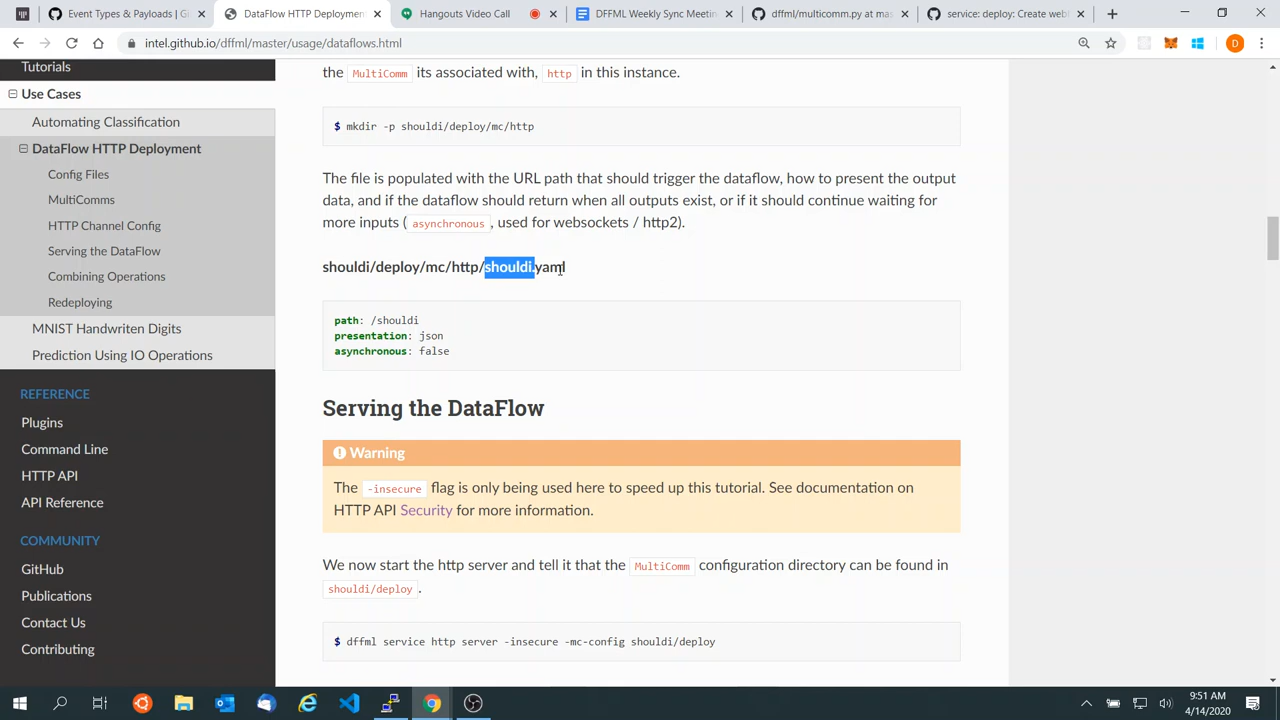 Event Types & Payloads | Gi
DataFlow HTTP Deployment
Hangouts Video Call
DFFML Weekly Sync Meetin
dffml/multicomm.py at mas
service: deploy: Create web
intel.github.io/dffml/master/usage/dataflows.html
D
Tutorials
Use Cases
Automating Classification
DataFlow HTTP Deployment
Config Files
MultiComms
HTTP Channel Config
Serving the DataFlow
Combining Operations
Redeploying
MNIST Handwriten Digits
Prediction Using IO Operations
REFERENCE
Plugins
Command Line
HTTP API
API Reference
COMMUNITY
GitHub
Publications
Contact Us
Contributing
the MultiComm its associated with, http in this instance.
$ mkdir -p shouldi/deploy/mc/http
The file is populated with the URL path that should trigger the dataflow, how to present the output
data, and if the dataflow should return when all outputs exist, or if it should continue waiting for
more inputs ( asynchronous , used for websockets / http2).
shouldi/deploy/mc/http/shouldi.yaml
path: /shouldi
presentation: json
asynchronous: false
Serving the DataFlow
Warning
The -insecure flag is only being used here to speed up this tutorial. See documentation on
HTTP API Security for more information.
We now start the http server and tell it that the MultiComm configuration directory can be found in
shouldi/deploy .
$ dffml service http server -insecure -mc-config shouldi/deploy
9:51 AM
4/14/2020